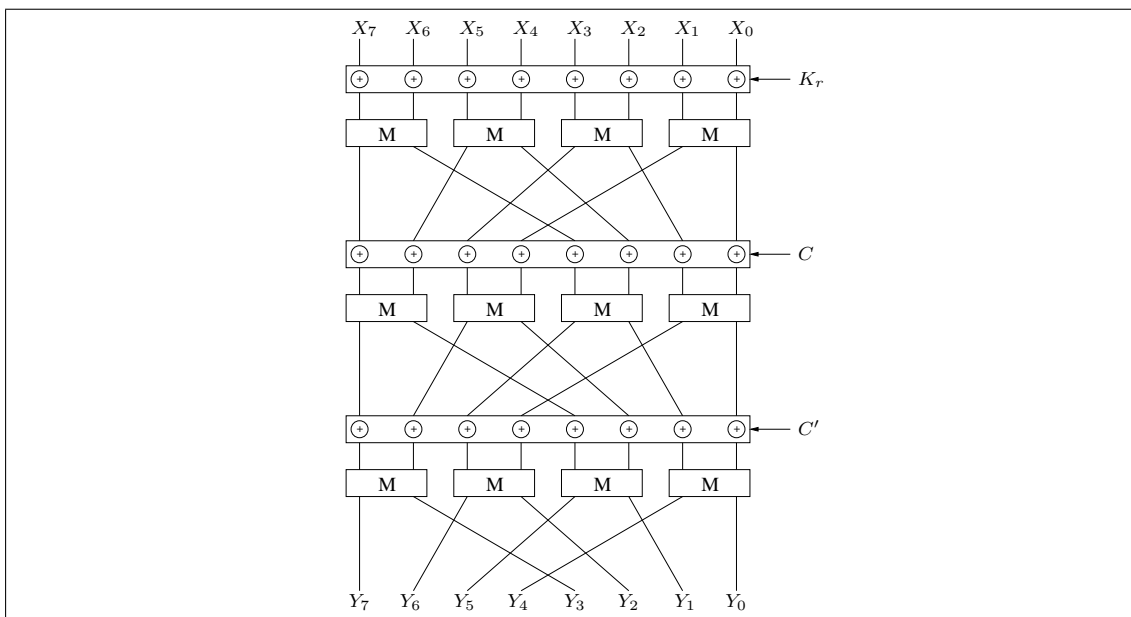 X₇ X₆ X₅ X₄ X₃ X₂ X₁ X₀
+ + + + + + + + Kᵣ
M M M M
+ + + + + + + + C
M M M M
+ + + + + + + + C′
M M M M
Y₇ Y₆ Y₅ Y₄ Y₃ Y₂ Y₁ Y₀